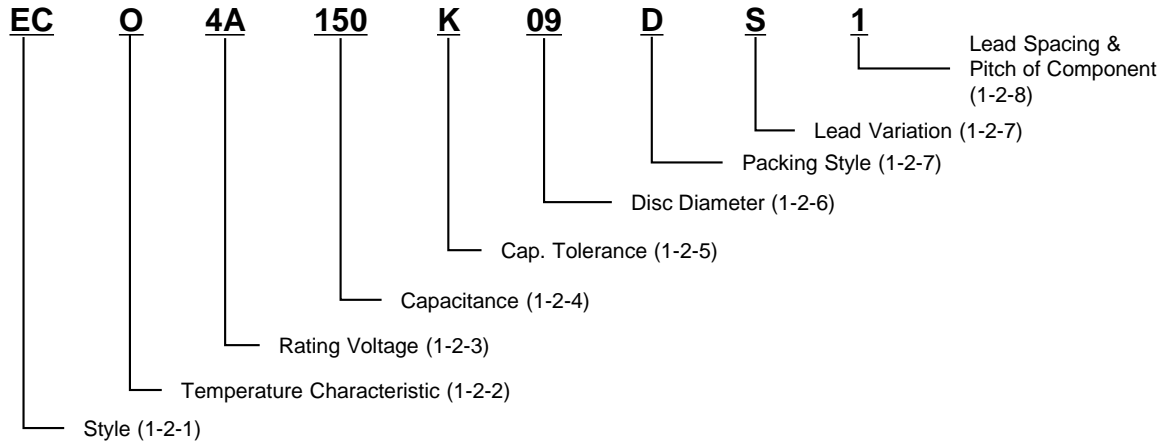 EC O 4A 150 K 09 D S 1
Lead Spacing &
Pitch of Component
(1-2-8)
Lead Variation (1-2-7)
Packing Style (1-2-7)
Disc Diameter (1-2-6)
Cap. Tolerance (1-2-5)
Capacitance (1-2-4)
Rating Voltage (1-2-3)
Temperature Characteristic (1-2-2)
Style (1-2-1)